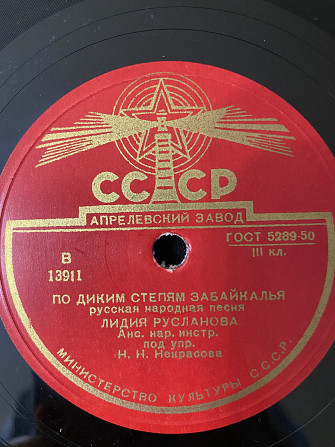 СССР
АПРЕЛЕВСКИЙ ЗАВОД
В
13911
ГОСТ 5289-50
III кл.
ПО ДИКИМ СТЕПЯМ ЗАБАЙКАЛЬЯ
русская народная песня
ЛИДИЯ РУСЛАНОВА
Анс. нар. инстр.
под упр.
Н. Н. Некрасова
МИНИСТЕРСТВО КУЛЬТУРЫ СССР.